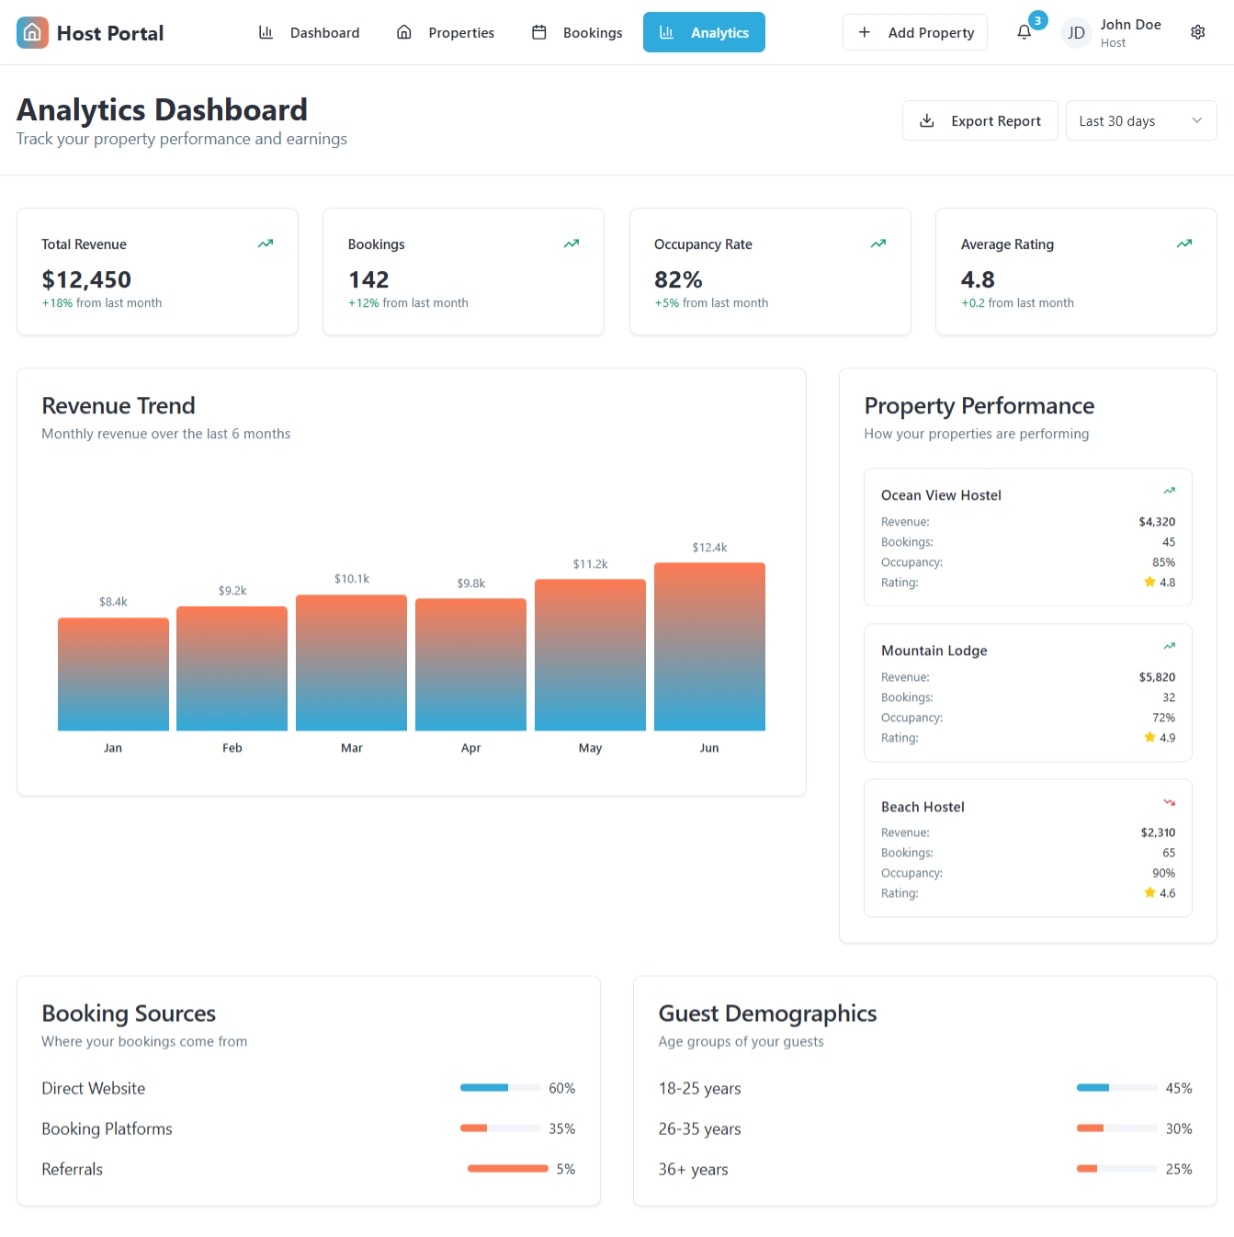 Host Portal
Dashboard
Properties
Bookings
Analytics
Add Property
3
JD
John Doe
Host
Analytics Dashboard
Track your property performance and earnings
Export Report
Last 30 days
Total Revenue
$12,450
+18% from last month
Bookings
142
+12% from last month
Occupancy Rate
82%
+5% from last month
Average Rating
4.8
+0.2 from last month
Revenue Trend
Monthly revenue over the last 6 months
$8.4k
$9.2k
$10.1k
$9.8k
$11.2k
$12.4k
Jan
Feb
Mar
Apr
May
Jun
Property Performance
How your properties are performing
Ocean View Hostel
Revenue: $4,320
Bookings: 45
Occupancy: 85%
Rating: 4.8
Mountain Lodge
Revenue: $5,820
Bookings: 32
Occupancy: 72%
Rating: 4.9
Beach Hostel
Revenue: $2,310
Bookings: 65
Occupancy: 90%
Rating: 4.6
Booking Sources
Where your bookings come from
Direct Website 60%
Booking Platforms 35%
Referrals 5%
Guest Demographics
Age groups of your guests
18-25 years 45%
26-35 years 30%
36+ years 25%